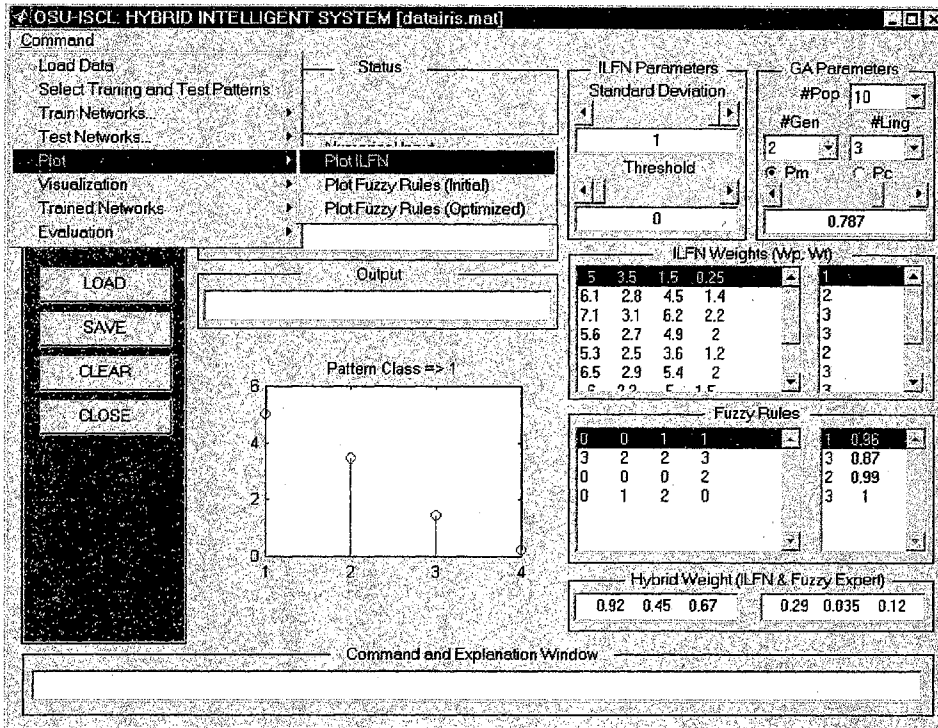 OSU-ISCL: HYBRID INTELLIGENT SYSTEM [datairis.mat]
Command
Load Data
Select Traning and Test Patterns
Train Networks...
Test Networks...
Plot
Visualization
Trained Networks
Evaluation
Plot ILFN
Plot Fuzzy Rules (Initial)
Plot Fuzzy Rules (Optimized)
Status
ILFN Parameters
Standard Deviation
1
Threshold
0
GA Parameters
#Pop 10
#Gen #Ling
2 3
Pm Pc
0.787
LOAD
SAVE
CLEAR
CLOSE
Output
Pattern Class => 1
6
4
2
0
1 2 3 4
ILFN Weights (Wp, Wt)
5 3.5 1.5 0.25 1
6.1 2.8 4.5 1.4 2
7.1 3.1 6.2 2.2 3
5.6 2.7 4.9 2 3
5.3 2.5 3.6 1.2 2
6.5 2.9 5.4 2 3
6 2.2 5 1.5 3
Fuzzy Rules
0 0 1 1 1 0.96
3 2 2 3 3 0.87
0 0 0 2 2 0.99
0 1 2 0 3 1
Hybrid Weight (ILFN & Fuzzy Expert)
0.92 0.45 0.67 0.29 0.035 0.12
Command and Explanation Window